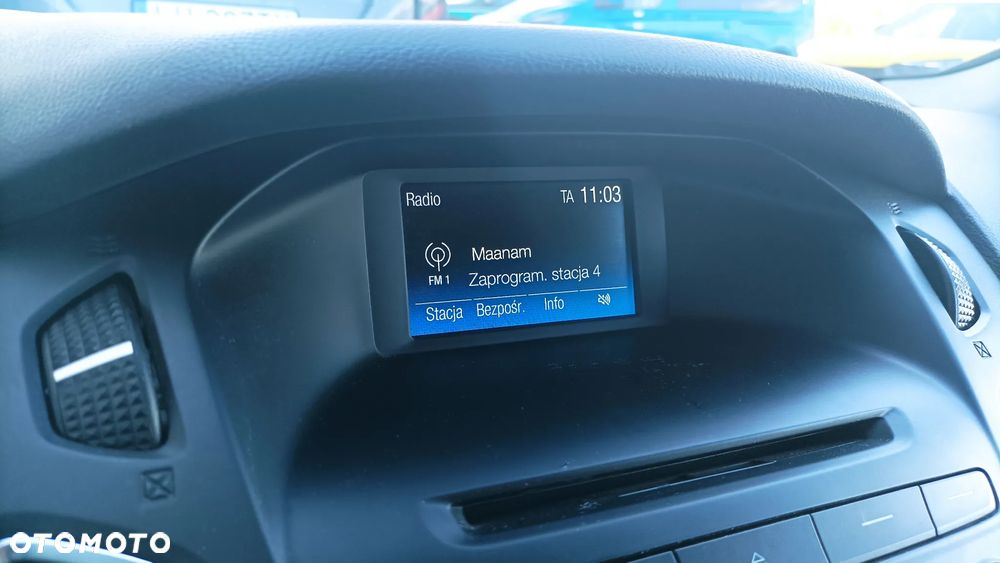 Radio
TA 11:03
Maanam
FM 1
Zaprogram. stacja 4
Stacja Bezpośr. Info
OTOMOTO